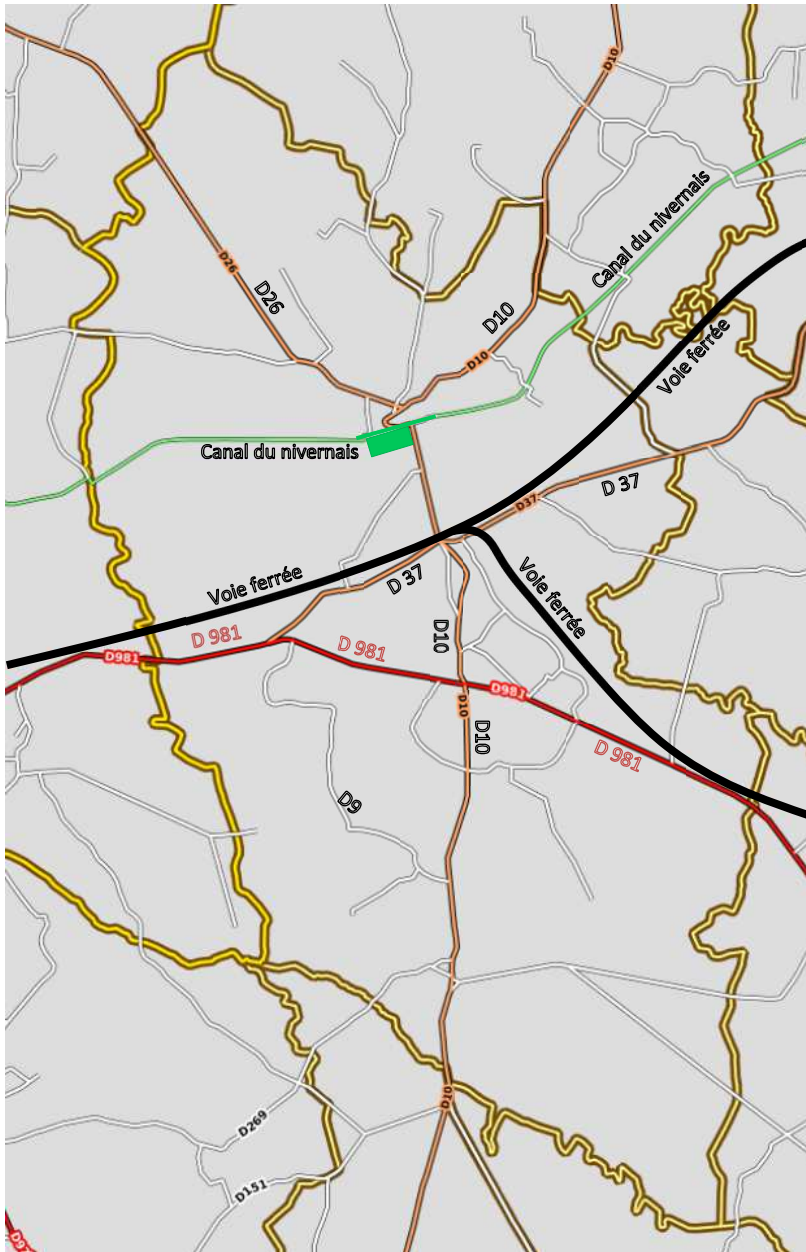 D10
Canal du nivernais
D26
D26
D10
D10
Voie ferrée
Canal du nivernais
D 37
D37
Voie ferrée
D 37
Voie ferrée
D 981
D10
D981
D 981
D981
D10
D10
D 981
D9
D10
D269
D151